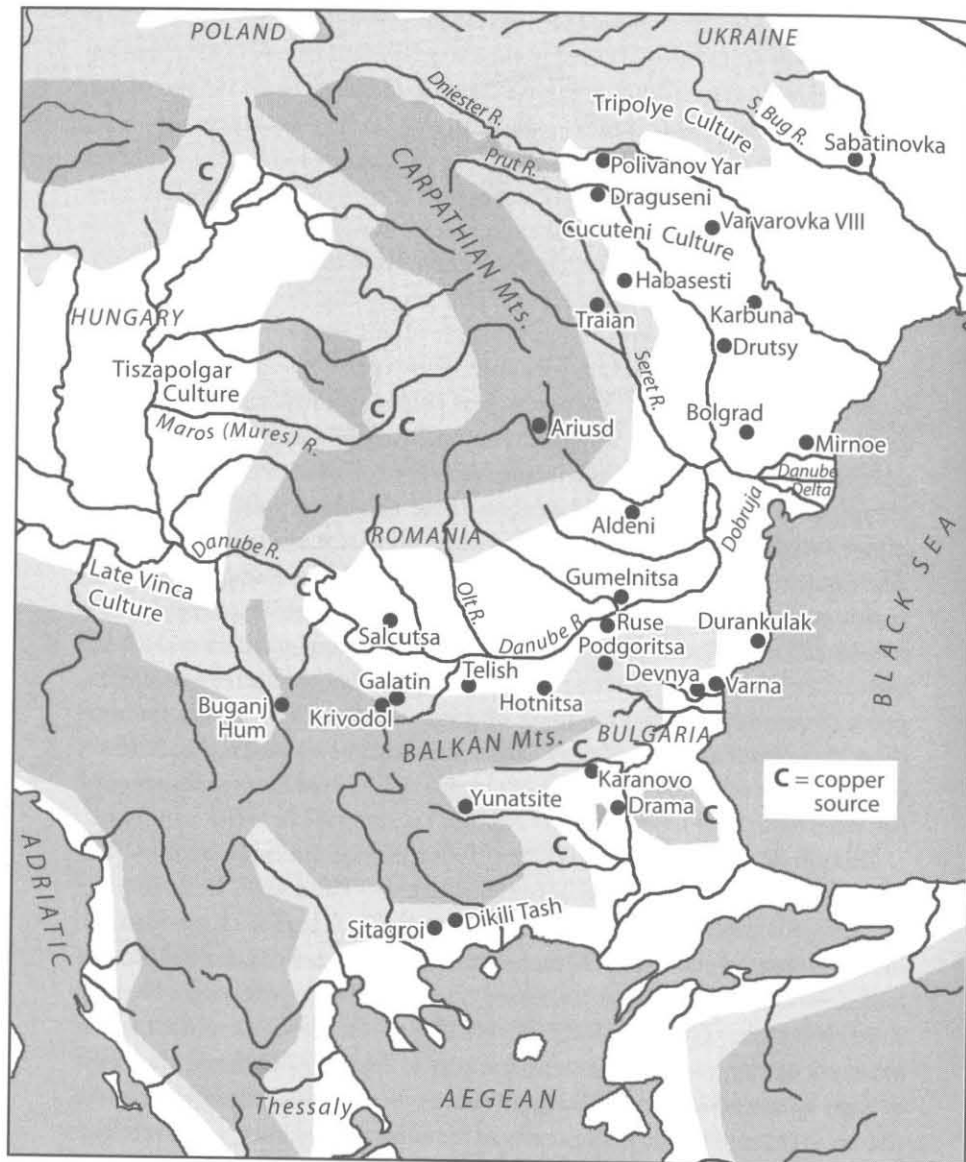 POLAND
UKRAINE
Dniester R.
Tripolye Culture
S. Bug R.
Sabatinovka
C
CARPATHIAN Mts.
Prut R.
Polivanov Yar
Draguseni
Cucuteni Culture
Varvarovka VIII
Habasesti
HUNGARY
Traian
Karbuna
Drutsy
Tiszapolgar
Culture
Seret R.
C
C
Maros (Mures) R.
Ariusd
Bolgrad
Mirnoe
Danube
Delta
Aldeni
Dobruja
ROMANIA
Danube R.
Late Vinca
Culture
C
Olt R.
Gumelnitsa
Salcutsa
Danube R.
Ruse
Durankulak
Podgoritsa
BLACK SEA
Telish
Devnya
Varna
Galatin
Hotnitsa
Buganj
Hum
Krivodol
BALKAN Mts.
BULGARIA
C
Karanovo
C = copper
source
Yunatsite
Drama
C
C
C
ADRIATIC
Sitagroi
Dikili Tash
Thessaly
AEGEAN